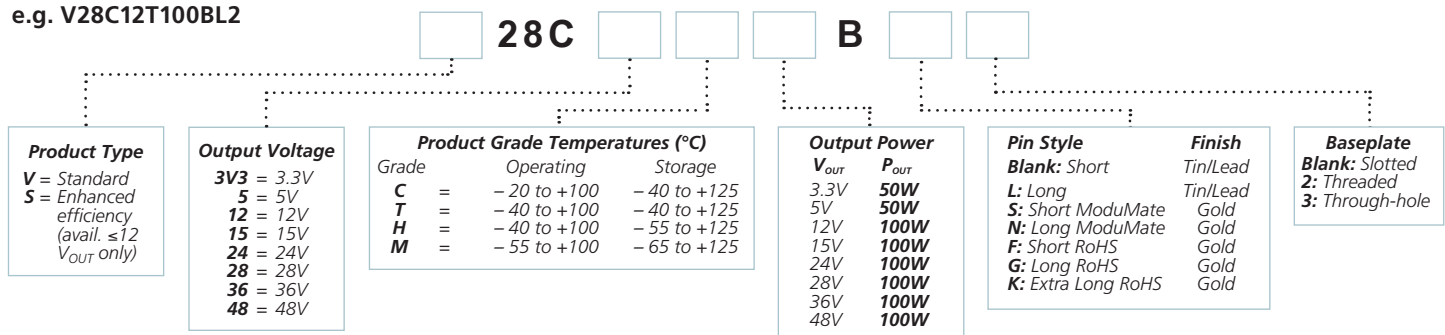 e.g. V28C12T100BL2
28C B
Product Type
V = Standard
S = Enhanced
efficiency
(avail. ≤12
VOUT only)
Output Voltage
3V3 = 3.3V
5 = 5V
12 = 12V
15 = 15V
24 = 24V
28 = 28V
36 = 36V
48 = 48V
Product Grade Temperatures (°C)
Grade Operating Storage
C = – 20 to +100 – 40 to +125
T = – 40 to +100 – 40 to +125
H = – 40 to +100 – 55 to +125
M = – 55 to +100 – 65 to +125
Output Power
VOUT POUT
3.3V 50W
5V 50W
12V 100W
15V 100W
24V 100W
28V 100W
36V 100W
48V 100W
Pin Style Finish
Blank: Short Tin/Lead
L: Long Tin/Lead
S: Short ModuMate Gold
N: Long ModuMate Gold
F: Short RoHS Gold
G: Long RoHS Gold
K: Extra Long RoHS Gold
Baseplate
Blank: Slotted
2: Threaded
3: Through-hole